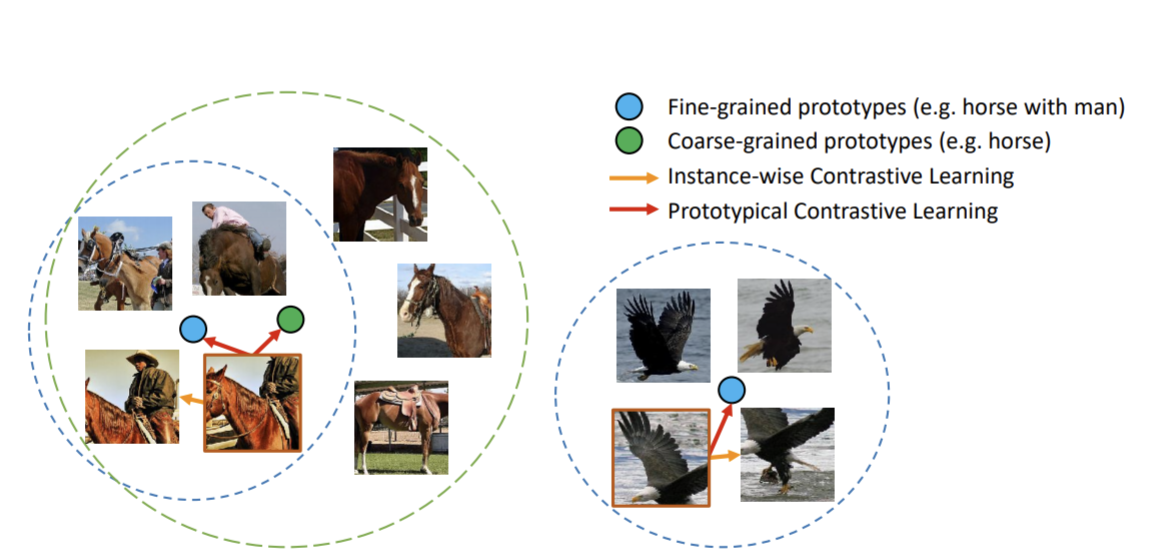 Fine-grained prototypes (e.g. horse with man)
Coarse-grained prototypes (e.g. horse)
Instance-wise Contrastive Learning
Prototypical Contrastive Learning